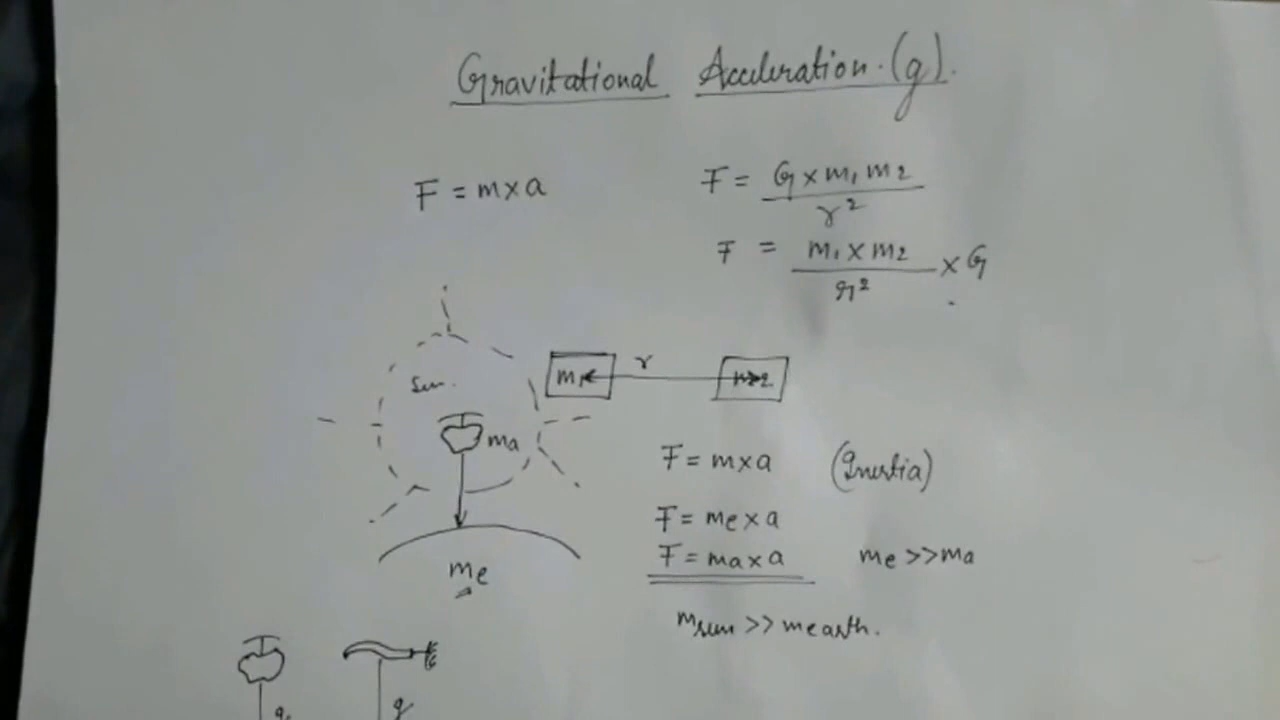 Gravitational Acceleration. (g).
F = m x a
F = G x m1 m2 / r²
F = m1 x m2 / r² x G
Sun.
m1
r
m2
ma
F = m x a (Inertia)
F = me x a
F = ma x a me >> ma
me
msun >> mearth.
g
g